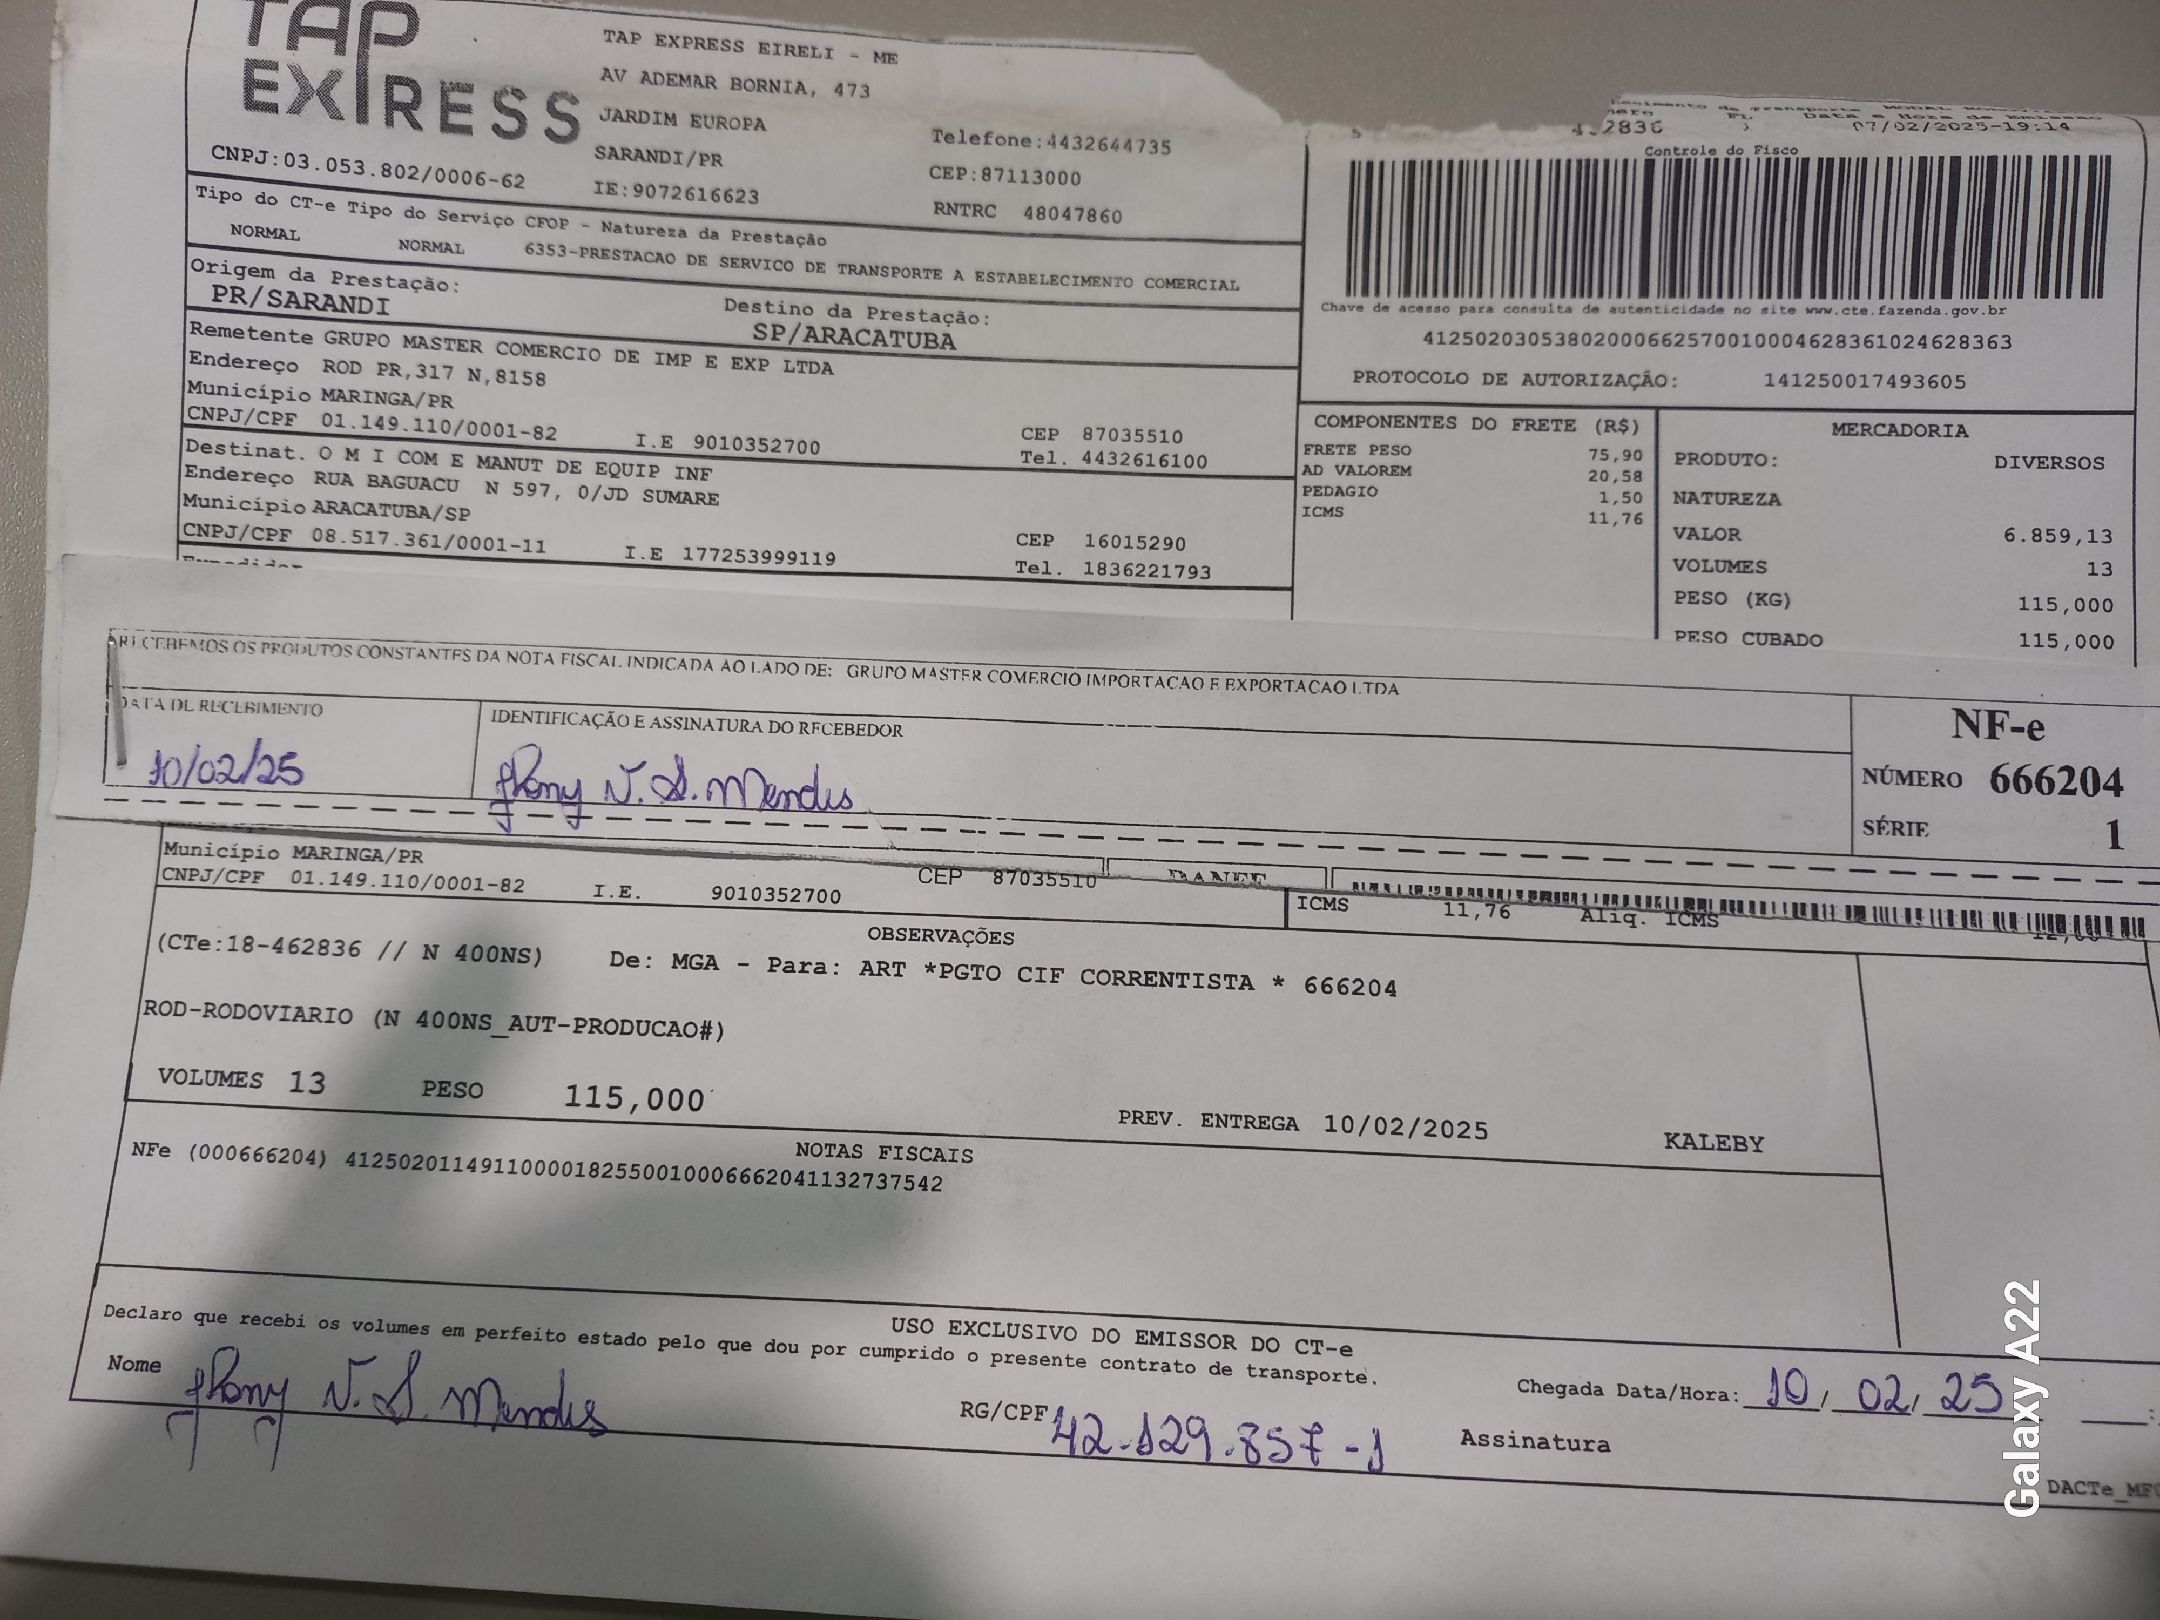 TAP
EXPRESS
TAP EXPRESS EIRELI - ME
AV ADEMAR BORNIA, 473
JARDIM EUROPA
SARANDI/PR
IE:9072616623
Telefone:4432644735
CEP:87113000
RNTRC 48047860
CNPJ:03.053.802/0006-62
2836
07/02/2025-19:14
Controle do Fisco
Chave de acesso para consulta de autenticidade no site www.cte.fazenda.gov.br
41250203053802000662570010004628361024628363
PROTOCOLO DE AUTORIZAÇÃO: 141250017493605
Tipo do CT-e Tipo do Serviço CFOP - Natureza da Prestação
NORMAL NORMAL 6353-PRESTACAO DE SERVICO DE TRANSPORTE A ESTABELECIMENTO COMERCIAL
Origem da Prestação: Destino da Prestação:
PR/SARANDI SP/ARACATUBA
Remetente GRUPO MASTER COMERCIO DE IMP E EXP LTDA
Endereço ROD PR,317 N,8158
Município MARINGA/PR CEP 87035510
CNPJ/CPF 01.149.110/0001-82 I.E 9010352700 Tel. 4432616100
Destinat. O M I COM E MANUT DE EQUIP INF
Endereço RUA BAGUACU N 597, 0/JD SUMARE
Município ARACATUBA/SP CEP 16015290
CNPJ/CPF 08.517.361/0001-11 I.E 177253999119 Tel. 1836221793
COMPONENTES DO FRETE (R$)
FRETE PESO 75,90
AD VALOREM 20,58
PEDAGIO 1,50
ICMS 11,76
MERCADORIA
PRODUTO: DIVERSOS
NATUREZA
VALOR 6.859,13
VOLUMES 13
PESO (KG) 115,000
PESO CUBADO 115,000
RECEBEMOS OS PRODUTOS CONSTANTES DA NOTA FISCAL INDICADA AO LADO DE: GRUPO MASTER COMERCIO IMPORTACAO E EXPORTACAO LTDA
DATA DE RECEBIMENTO
10/02/25
IDENTIFICAÇÃO E ASSINATURA DO RECEBEDOR
Jhony N. S. Mendes
NF-e
NÚMERO 666204
SÉRIE 1
Município MARINGA/PR
CNPJ/CPF 01.149.110/0001-82 I.E. 9010352700 CEP 87035510
DANFE
ICMS 11,76 Aliq. ICMS
OBSERVAÇÕES
(CTe:18-462836 // N 400NS) De: MGA - Para: ART *PGTO CIF CORRENTISTA * 666204
ROD-RODOVIARIO (N 400NS_AUT-PRODUCAO#)
VOLUMES 13 PESO 115,000
PREV. ENTREGA 10/02/2025 KALEBY
NOTAS FISCAIS
NFe (000666204) 41250201149110000182550010006662041132737542
USO EXCLUSIVO DO EMISSOR DO CT-e
Declaro que recebi os volumes em perfeito estado pelo que dou por cumprido o presente contrato de transporte.
Nome Jhony N. S. Mendes
RG/CPF 42.129.857-1
Chegada Data/Hora: 10/02/25
Assinatura
Galaxy A22